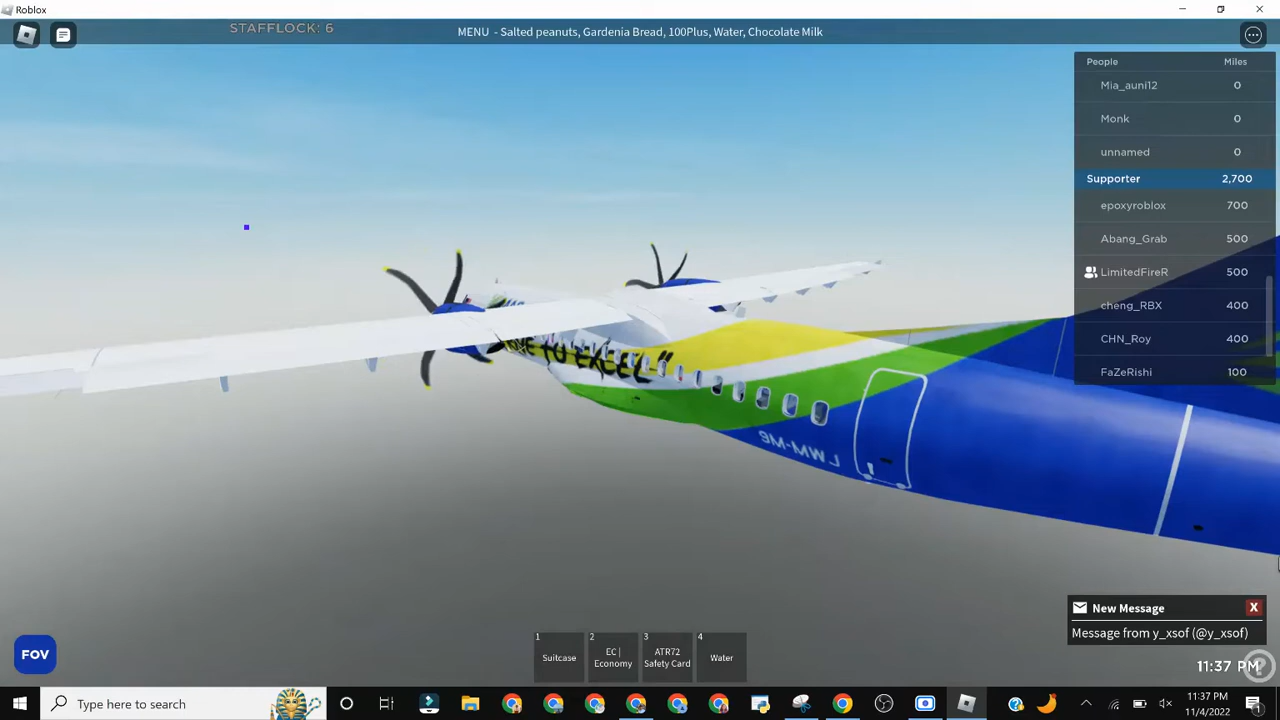 Roblox
STAFFLOCK: 6
MENU - Salted peanuts, Gardenia Bread, 100Plus, Water, Chocolate Milk
People Miles
Mia_auni12 0
Monk 0
unnamed 0
Supporter 2,700
epoxyroblox 700
Abang_Grab 500
LimitedFireR 500
cheng_RBX 400
CHN_Roy 400
FaZeRishi 100
TO EXCEL"
9M-MWL
New Message X
Message from y_xsof (@y_xsof)
FOV
1 Suitcase
2 EC | Economy
3 ATR72 Safety Card
4 Water
11:37 PM
Type here to search
11:37 PM
11/4/2022